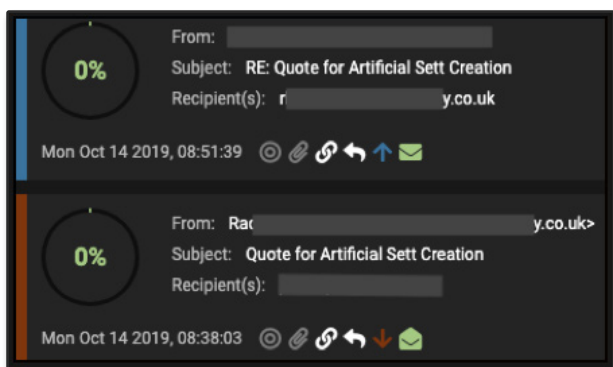 From:
0%
Subject: RE: Quote for Artificial Sett Creation
Recipient(s): r y.co.uk
Mon Oct 14 2019, 08:51:39
From: Rac y.co.uk>
0%
Subject: Quote for Artificial Sett Creation
Recipient(s):
Mon Oct 14 2019, 08:38:03